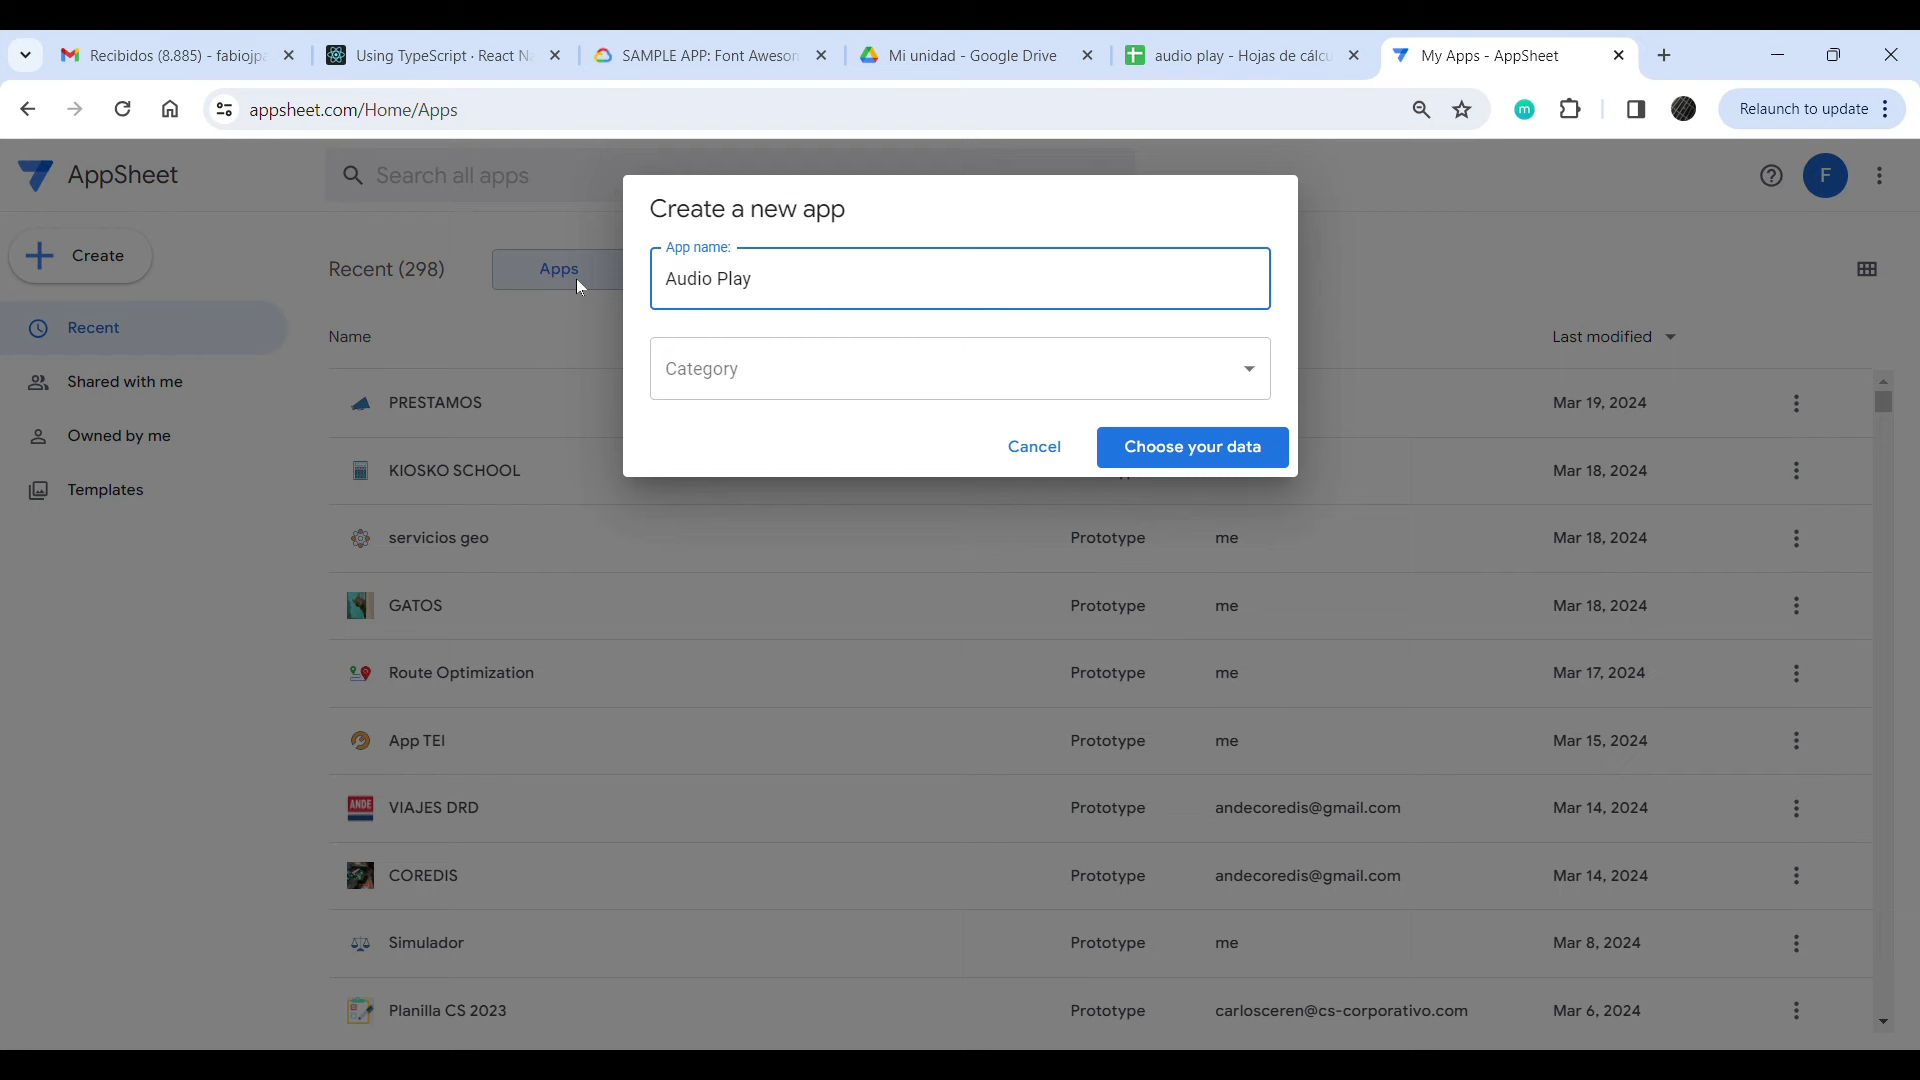 Recibidos (8.885) - fabiojpa
Using TypeScript · React N
SAMPLE APP: Font Aweson
Mi unidad - Google Drive
audio play - Hojas de cálcu
My Apps - AppSheet
appsheet.com/Home/Apps
m
Relaunch to update
AppSheet
Search all apps
F
Create
Recent
Shared with me
Owned by me
Templates
Recent (298)
Apps
Create a new app
App name:
Audio Play
Category
Cancel
Choose your data
Name
Last modified
PRESTAMOS
Mar 19, 2024
KIOSKO SCHOOL
Mar 18, 2024
servicios geo
Prototype
me
Mar 18, 2024
GATOS
Prototype
me
Mar 18, 2024
Route Optimization
Prototype
me
Mar 17, 2024
App TEI
Prototype
me
Mar 15, 2024
ANDE
VIAJES DRD
Prototype
andecoredis@gmail.com
Mar 14, 2024
COREDIS
Prototype
andecoredis@gmail.com
Mar 14, 2024
Simulador
Prototype
me
Mar 8, 2024
Planilla CS 2023
Prototype
carlosceren@cs-corporativo.com
Mar 6, 2024